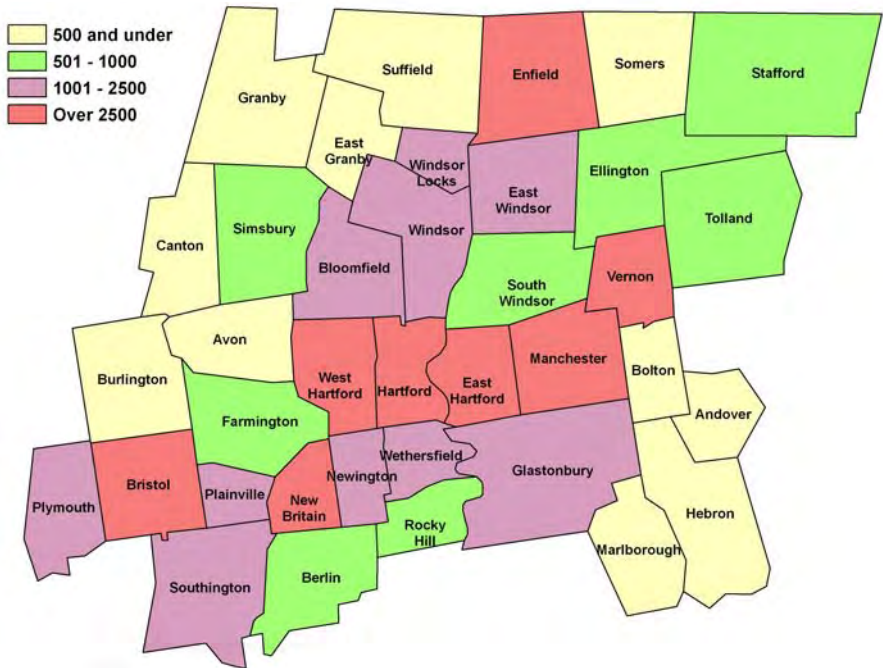 500 and under
501 - 1000
1001 - 2500
Over 2500
Suffield
Enfield
Somers
Stafford
Granby
East
Granby
Windsor
Locks
East
Windsor
Ellington
Tolland
Canton
Simsbury
Bloomfield
Windsor
South
Windsor
Vernon
Avon
Burlington
West
Hartford
Hartford
East
Hartford
Manchester
Bolton
Andover
Farmington
Plymouth
Bristol
Plainville
New
Britain
Newington
Wethersfield
Glastonbury
Hebron
Rocky
Hill
Marlborough
Southington
Berlin